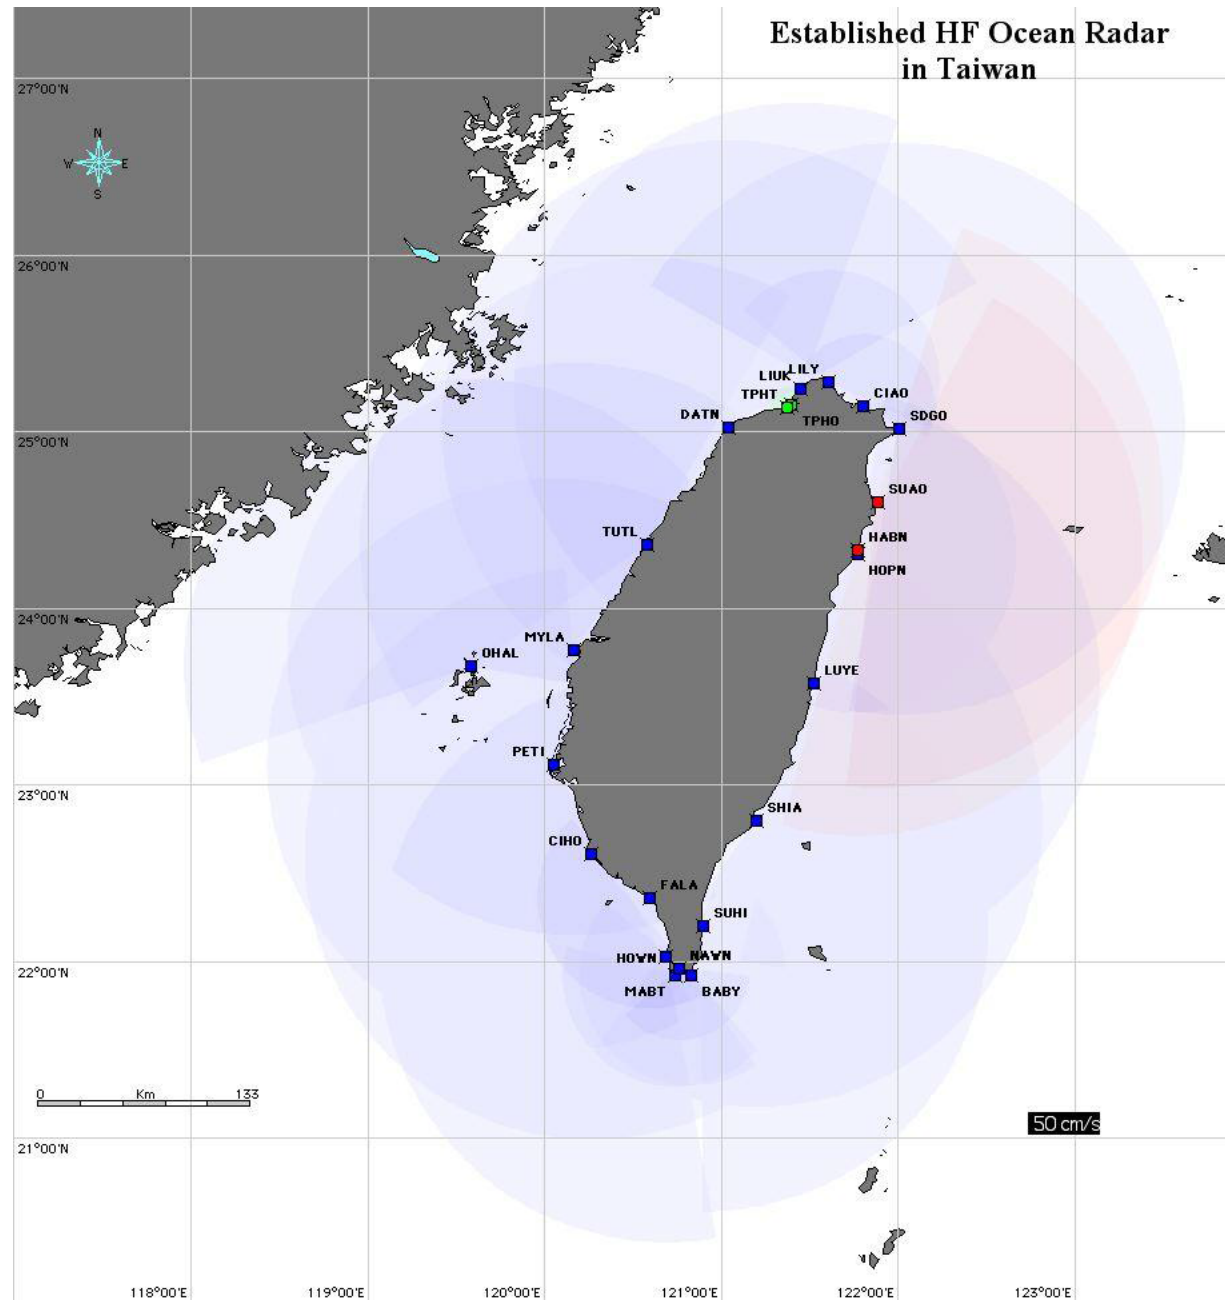 Established HF Ocean Radar
in Taiwan
27°00'N
N
W E
S
26°00'N
LIUK LILY
TPHT CIAO
DATN TPHO SDGO
25°00'N
SUAO
TUTL HABN
HOPN
24°00'N
MYLA
OHAL
LUYE
PETI
23°00'N
SHIA
CIHO
FALA
SUHI
HOWN NAWN
22°00'N
MABT BABY
0 Km 133
50 cm/s
21°00'N
118°00'E 119°00'E 120°00'E 121°00'E 122°00'E 123°00'E